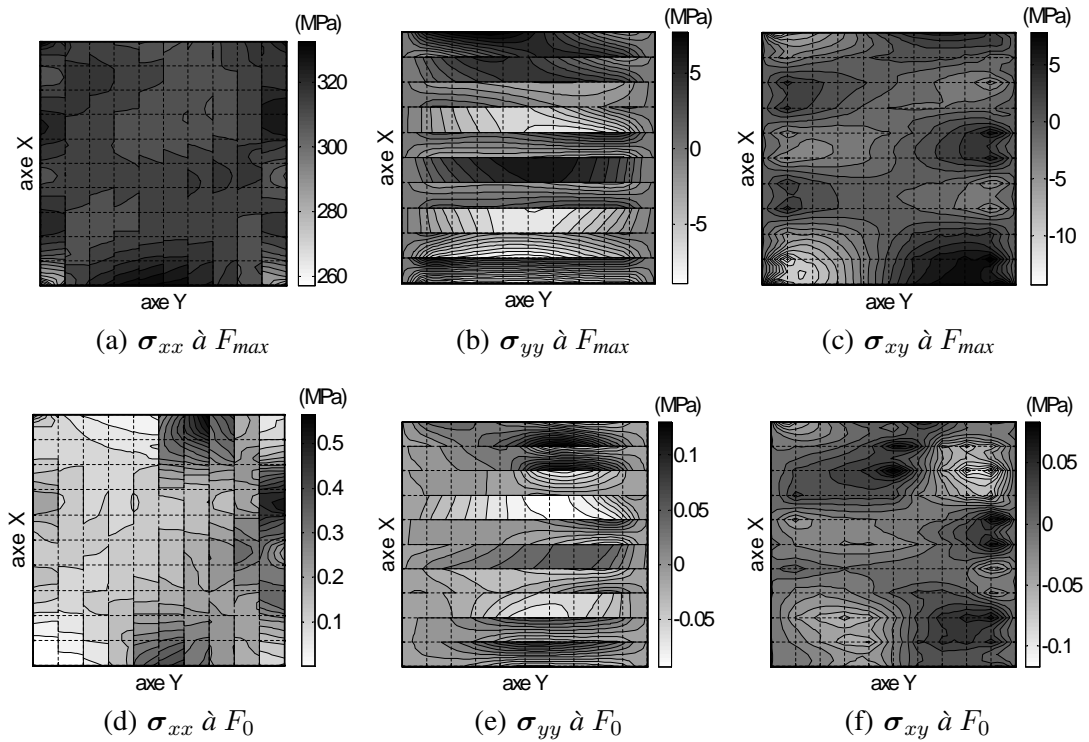 (MPa)
320
300
280
260
axe X
axe Y
(a) σxx à Fmax
(MPa)
5
0
-5
axe X
axe Y
(b) σyy à Fmax
(MPa)
5
0
-5
-10
axe X
axe Y
(c) σxy à Fmax
(MPa)
0.5
0.4
0.3
0.2
0.1
axe X
axe Y
(d) σxx à F0
(MPa)
0.1
0.05
0
-0.05
axe X
axe Y
(e) σyy à F0
(MPa)
0.05
0
-0.05
-0.1
axe X
axe Y
(f) σxy à F0